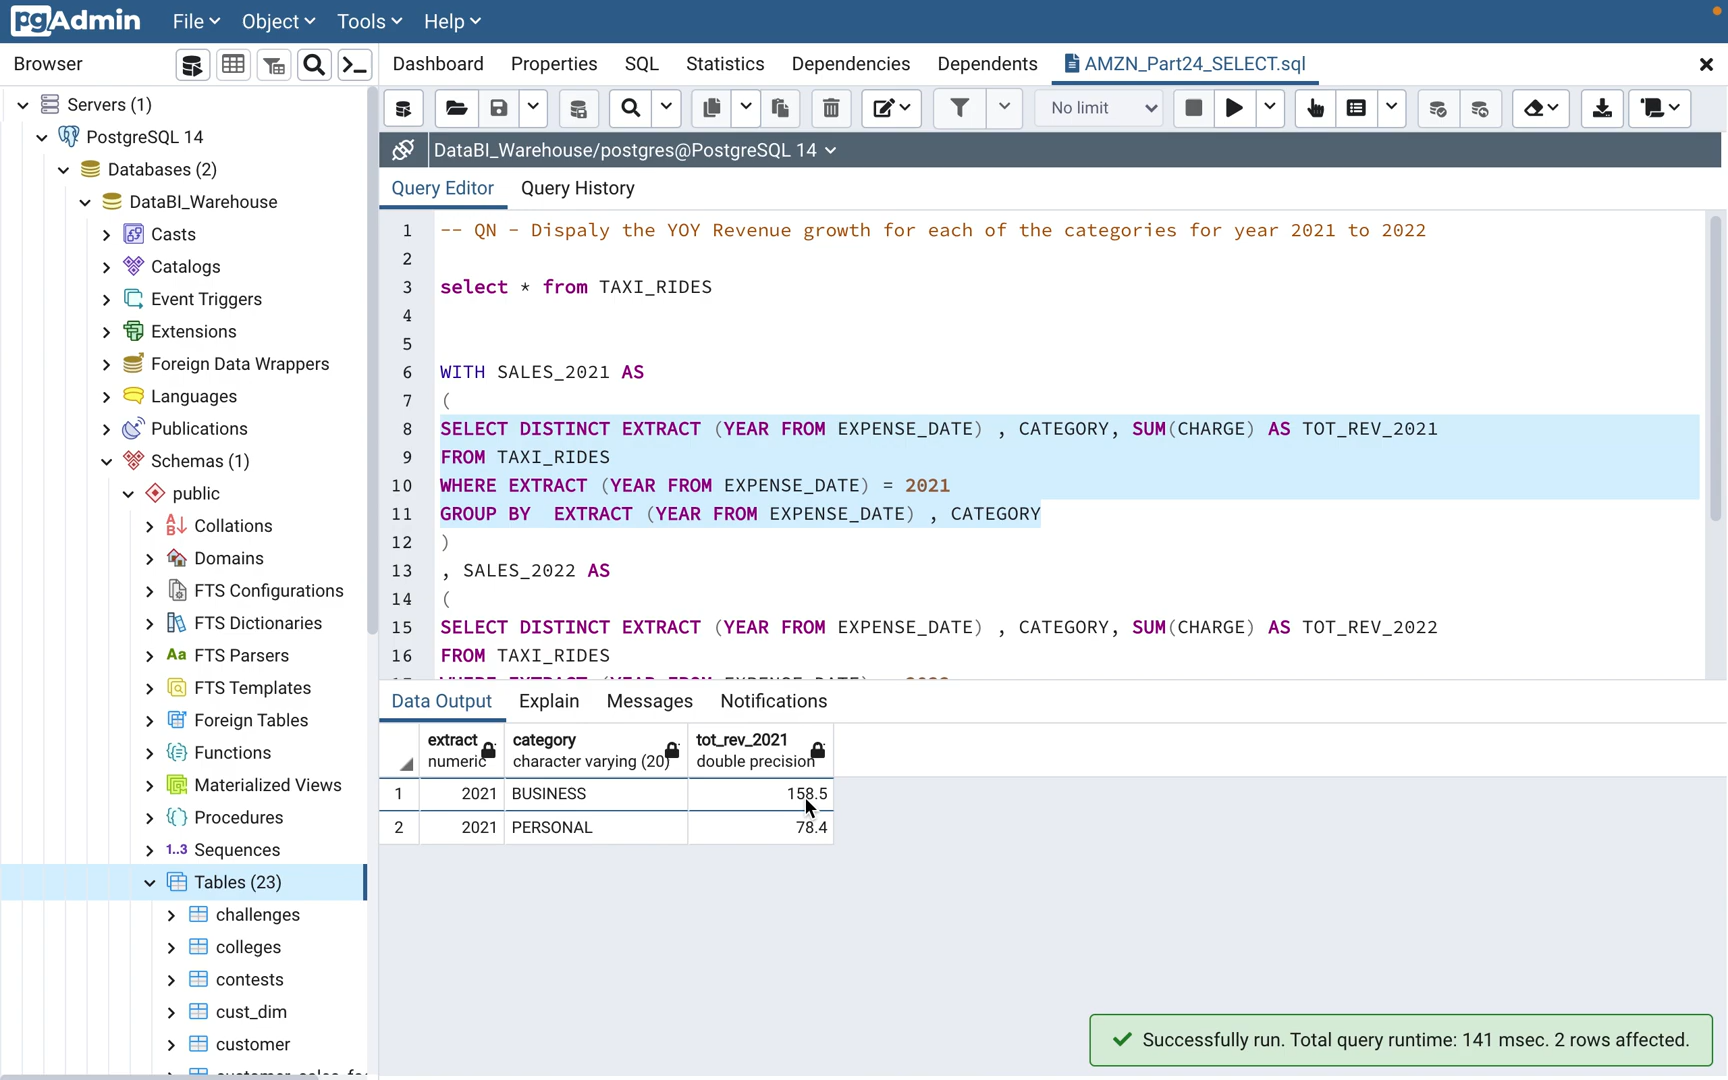 pgAdmin File Object Tools Help
Browser
Dashboard Properties SQL Statistics Dependencies Dependents AMZN_Part24_SELECT.sql
No limit
DataBI_Warehouse/postgres@PostgreSQL 14
Query Editor Query History
Servers (1)
PostgreSQL 14
Databases (2)
DataBI_Warehouse
Casts
Catalogs
Event Triggers
Extensions
Foreign Data Wrappers
Languages
Publications
Schemas (1)
public
Collations
Domains
FTS Configurations
FTS Dictionaries
Aa FTS Parsers
FTS Templates
Foreign Tables
Functions
Materialized Views
Procedures
1..3 Sequences
Tables (23)
challenges
colleges
contests
cust_dim
customer
1 -- QN - Dispaly the YOY Revenue growth for each of the categories for year 2021 to 2022
2
3 select * from TAXI_RIDES
4
5
6 WITH SALES_2021 AS
7 (
8 SELECT DISTINCT EXTRACT (YEAR FROM EXPENSE_DATE) , CATEGORY, SUM(CHARGE) AS TOT_REV_2021
9 FROM TAXI_RIDES
10 WHERE EXTRACT (YEAR FROM EXPENSE_DATE) = 2021
11 GROUP BY EXTRACT (YEAR FROM EXPENSE_DATE) , CATEGORY
12 )
13 , SALES_2022 AS
14 (
15 SELECT DISTINCT EXTRACT (YEAR FROM EXPENSE_DATE) , CATEGORY, SUM(CHARGE) AS TOT_REV_2022
16 FROM TAXI_RIDES
Data Output Explain Messages Notifications
extract category tot_rev_2021
numeric character varying (20) double precision
1 2021 BUSINESS 158.5
2 2021 PERSONAL 78.4
Successfully run. Total query runtime: 141 msec. 2 rows affected.